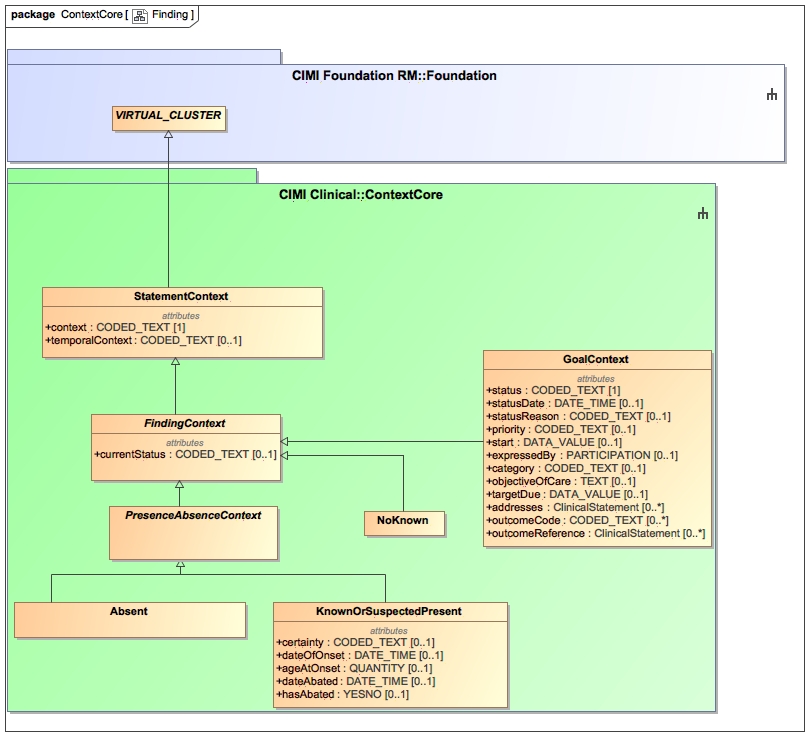 package ContextCore [ Finding ]
CIMI Foundation RM::Foundation
VIRTUAL_CLUSTER
CIMI Clinical::ContextCore
StatementContext
attributes
+context : CODED_TEXT [1]
+temporalContext : CODED_TEXT [0..1]
GoalContext
attributes
+status : CODED_TEXT [1]
+statusDate : DATE_TIME [0..1]
+statusReason : CODED_TEXT [0..1]
+priority : CODED_TEXT [0..1]
+start : DATA_VALUE [0..1]
+expressedBy : PARTICIPATION [0..1]
+category : CODED_TEXT [0..1]
+objectiveOfCare : TEXT [0..1]
+targetDue : DATA_VALUE [0..1]
+addresses : ClinicalStatement [0..*]
+outcomeCode : CODED_TEXT [0..*]
+outcomeReference : ClinicalStatement [0..*]
FindingContext
attributes
+currentStatus : CODED_TEXT [0..1]
PresenceAbsenceContext
NoKnown
Absent
KnownOrSuspectedPresent
attributes
+certainty : CODED_TEXT [0..1]
+dateOfOnset : DATE_TIME [0..1]
+ageAtOnset : QUANTITY [0..1]
+dateAbated : DATE_TIME [0..1]
+hasAbated : YESNO [0..1]